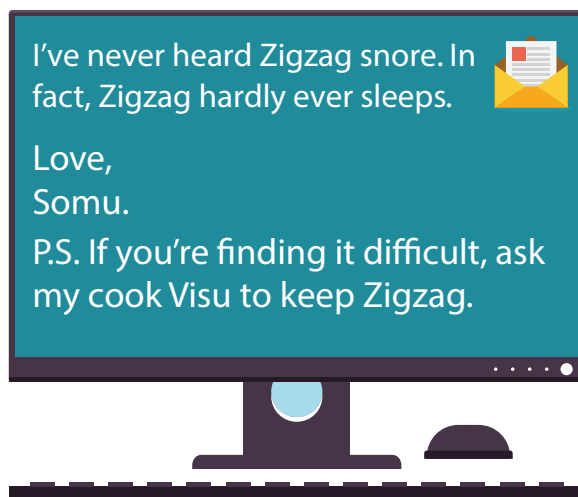 I’ve never heard Zigzag snore. In
fact, Zigzag hardly ever sleeps.
Love,
Somu.
P.S. If you’re finding it difficult, ask
my cook Visu to keep Zigzag.